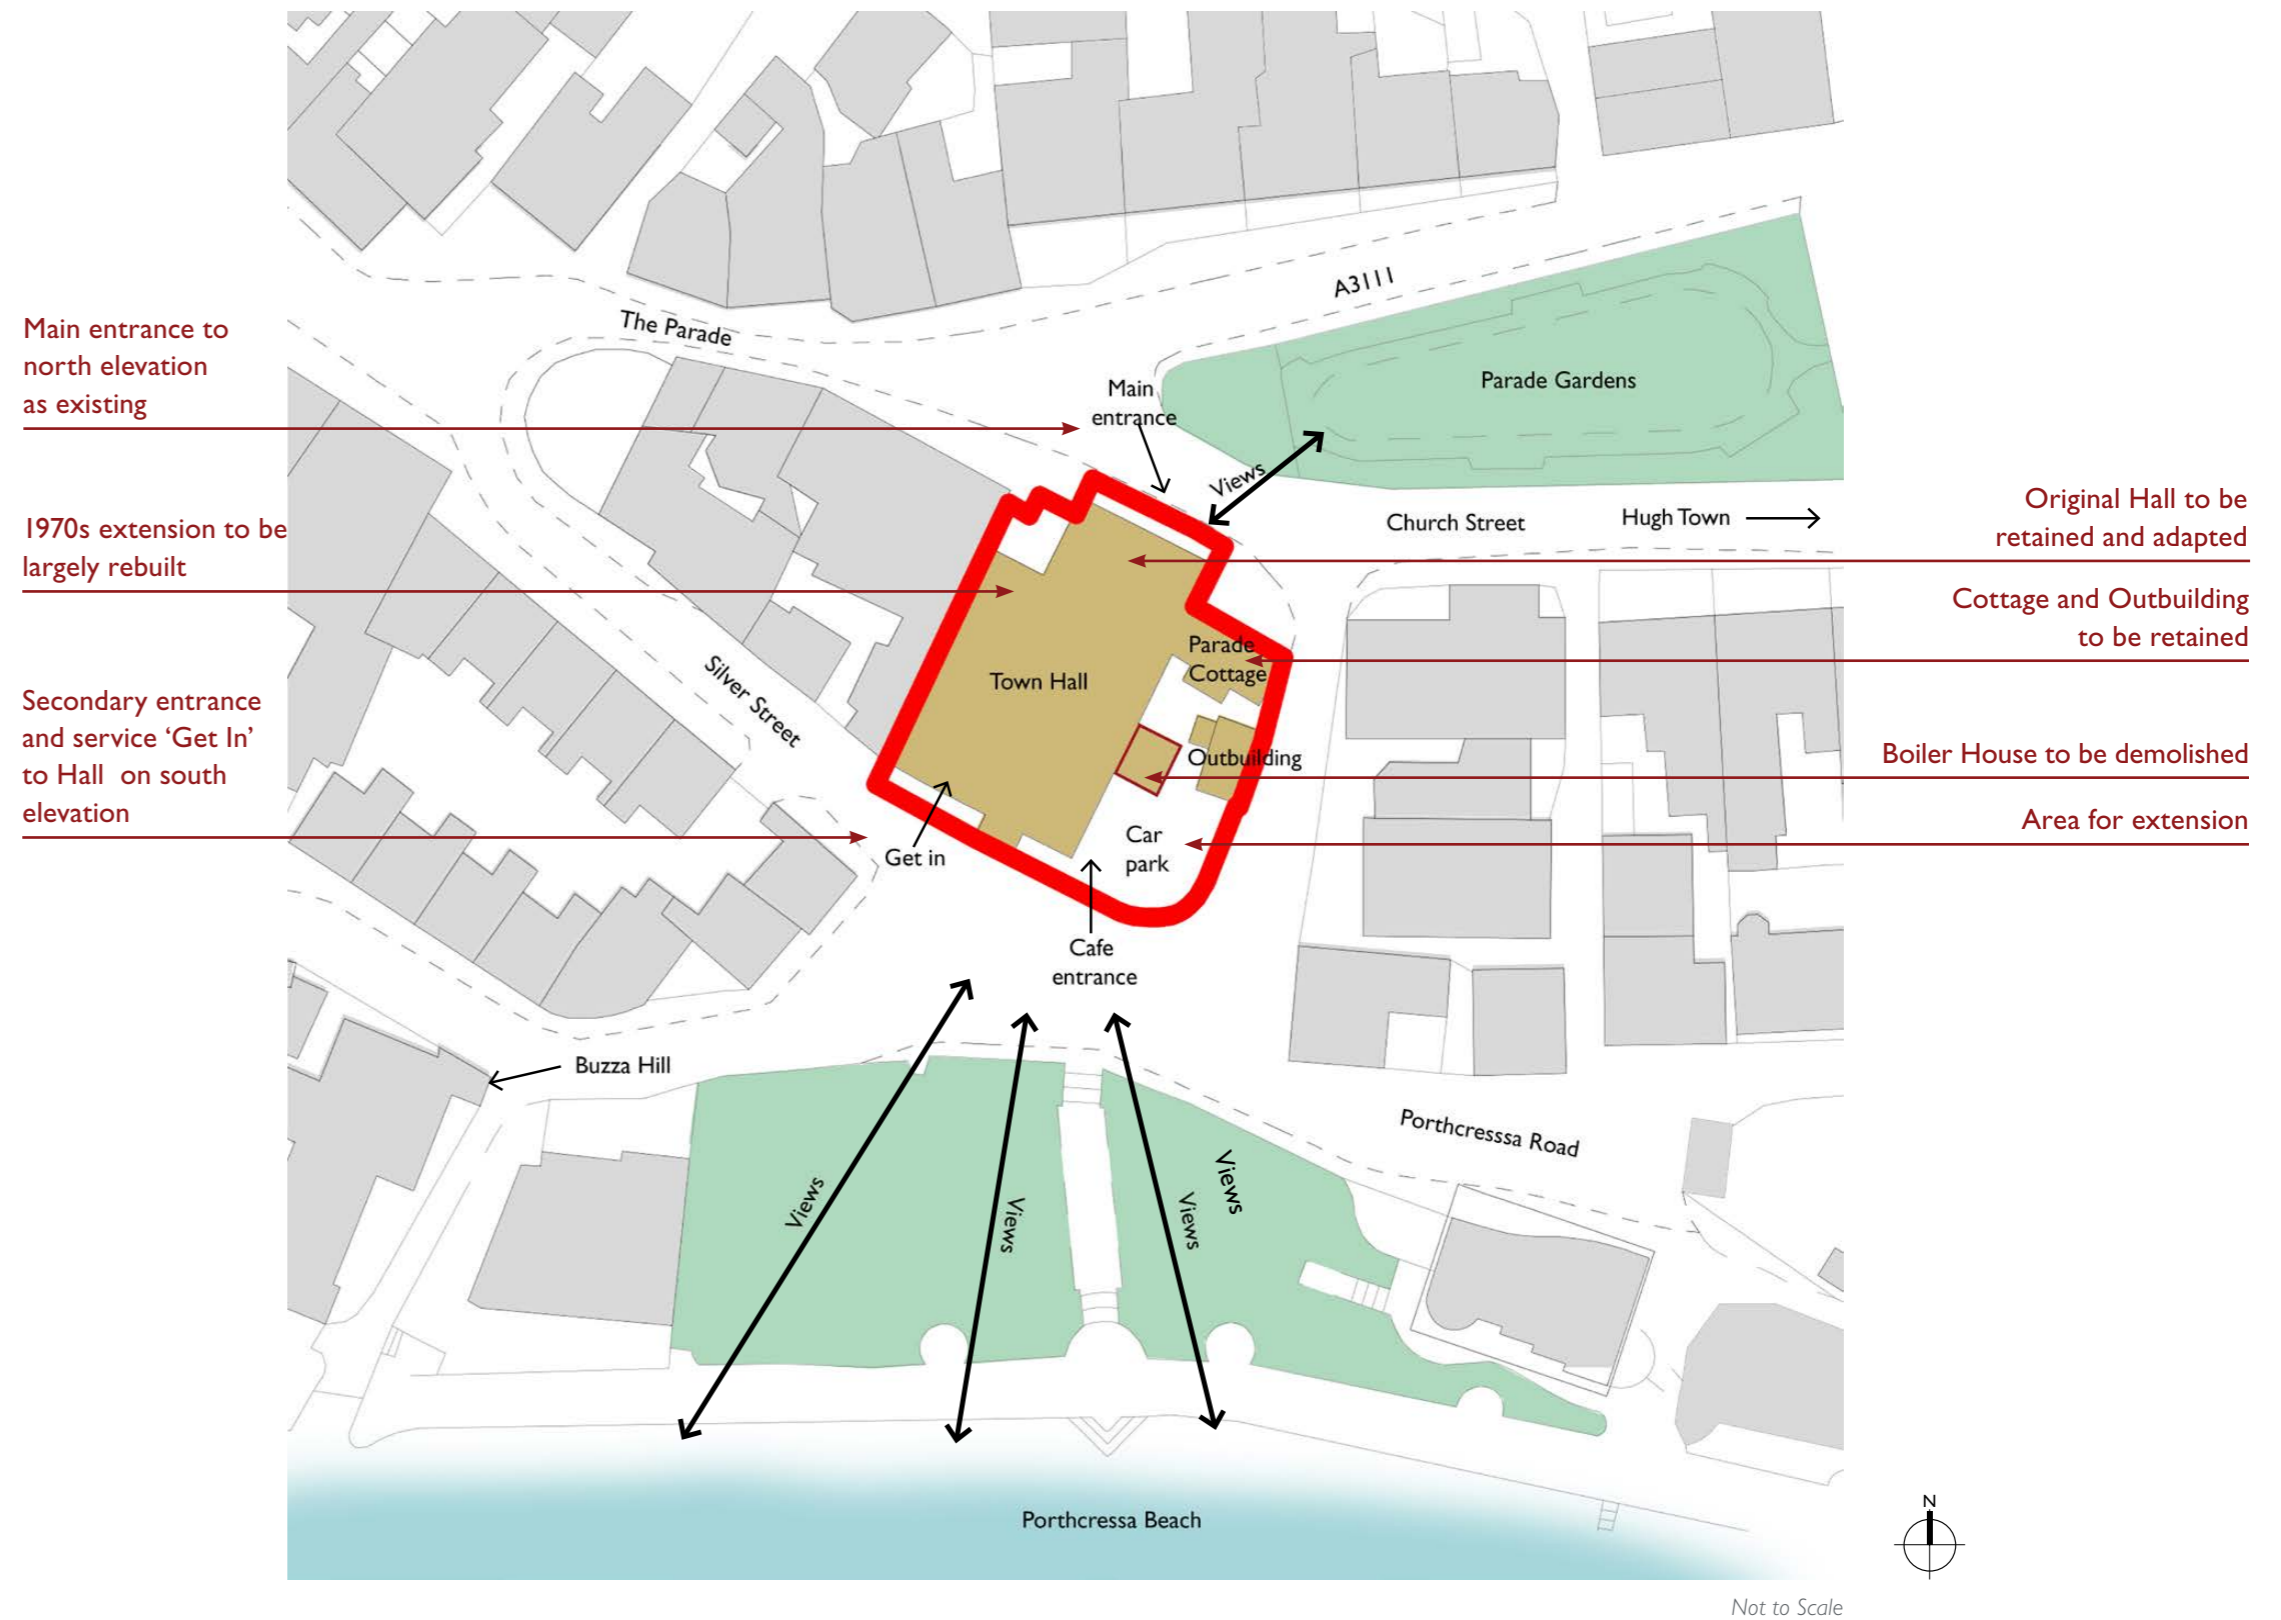 A3111
The Parade
Main entrance to
north elevation
as existing
Main
entrance
Parade Gardens
Views
Original Hall to be
retained and adapted
1970s extension to be
largely rebuilt
Church Street
Hugh Town
Cottage and Outbuilding
to be retained
Parade
Cottage
Town Hall
Silver Street
Secondary entrance
and service ‘Get In’
to Hall on south
elevation
Outbuilding
Boiler House to be demolished
Area for extension
Car
park
Get in
Cafe
entrance
Buzza Hill
Porthcresssa Road
Views
Views
Views
Views
Porthcressa Beach
N
Not to Scale